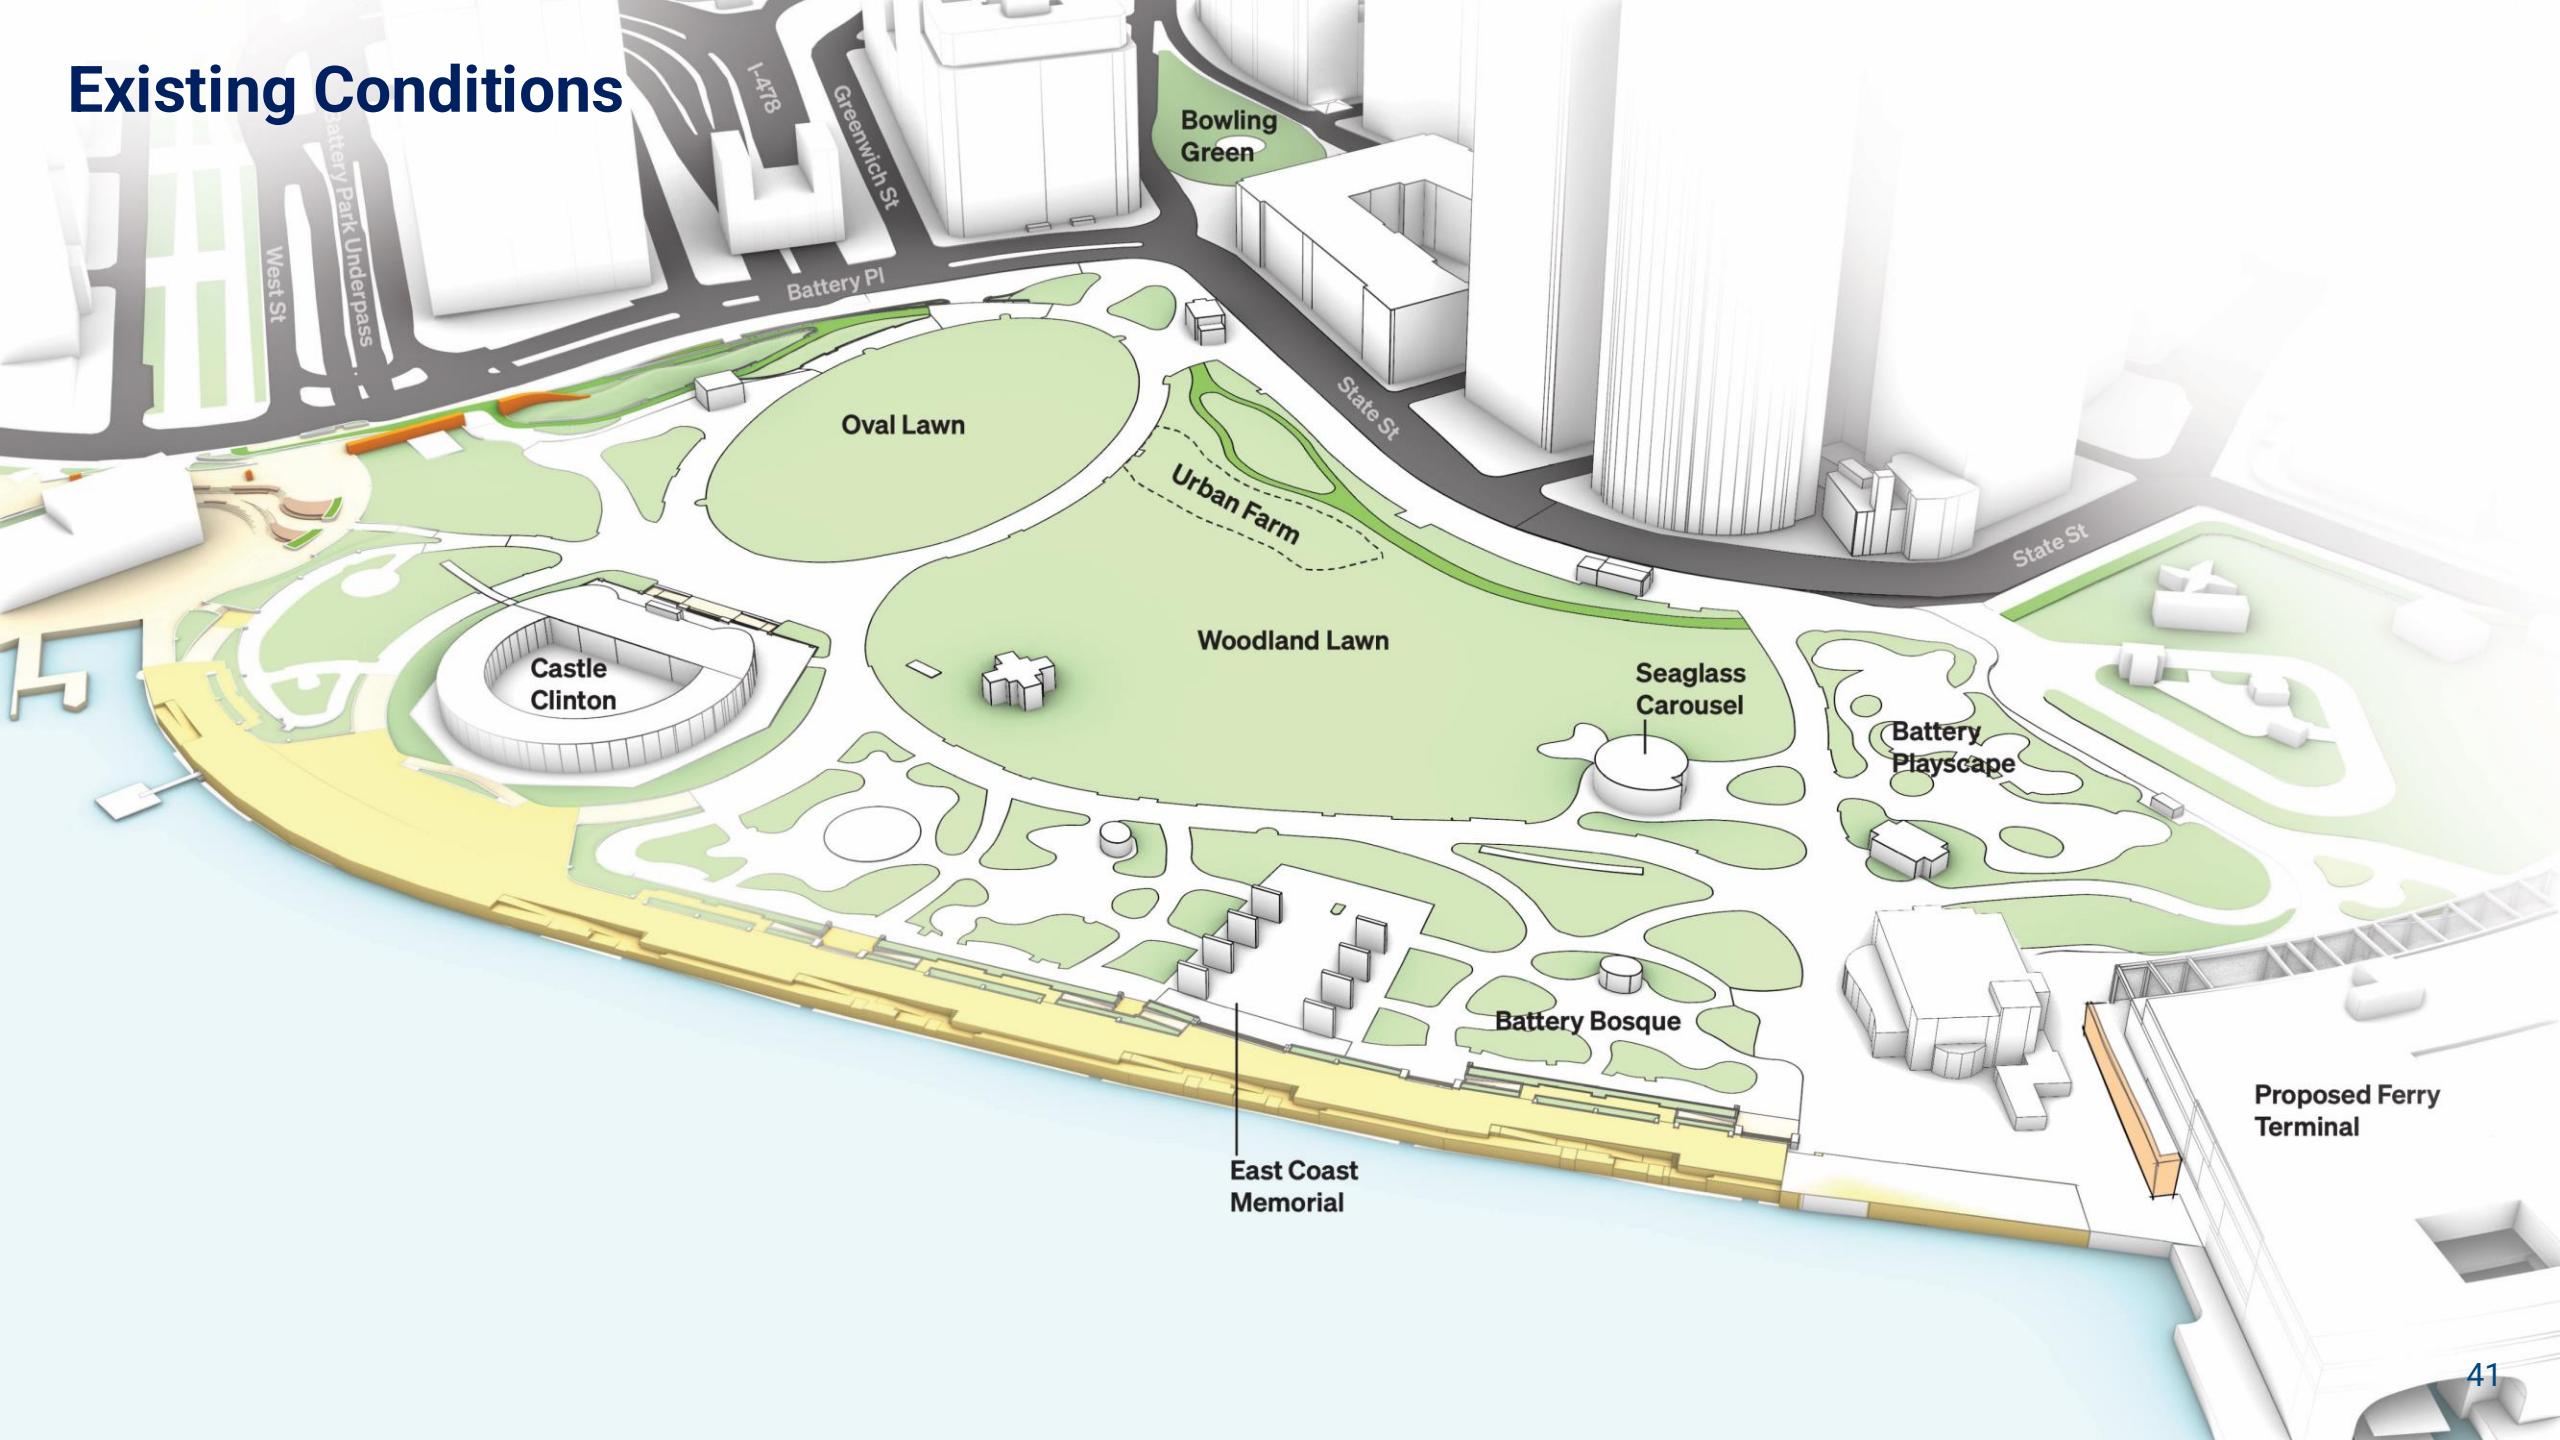 Existing Conditions
I-478
Greenwich St
Bowling
Green
Battery Park Underpass
West St
Battery Pl
State St
Oval Lawn
Urban Farm
State St
Woodland Lawn
Castle
Clinton
Seaglass
Carousel
Battery
Playscape
Battery Bosque
Proposed Ferry
Terminal
East Coast
Memorial
41